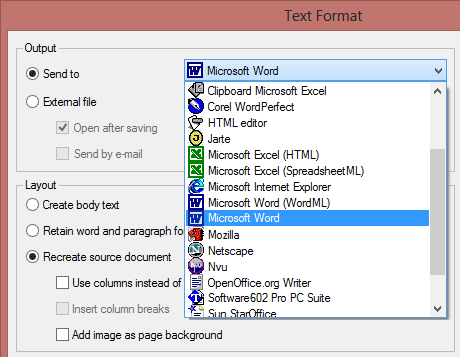 Text Format
Output
Send to
Microsoft Word
External file
Open after saving
Send by e-mail
Clipboard Microsoft Excel
Corel WordPerfect
HTML editor
Jarte
Microsoft Excel (HTML)
Microsoft Excel (SpreadsheetML)
Microsoft Internet Explorer
Microsoft Word (WordML)
Microsoft Word
Mozilla
Netscape
Nvu
OpenOffice.org Writer
Software602 Pro PC Suite
Sun StarOffice
Layout
Create body text
Retain word and paragraph fo
Recreate source document
Use columns instead of
Insert column breaks
Add image as page background